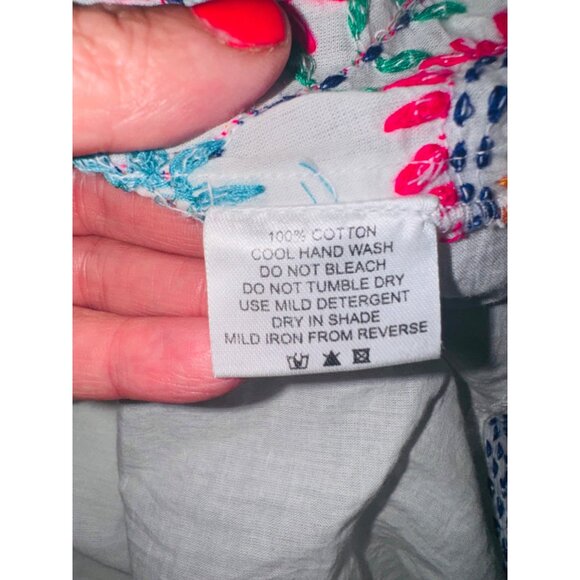 100% COTTON
COOL HAND WASH
DO NOT BLEACH
DO NOT TUMBLE DRY
USE MILD DETERGENT
DRY IN SHADE
MILD IRON FROM REVERSE